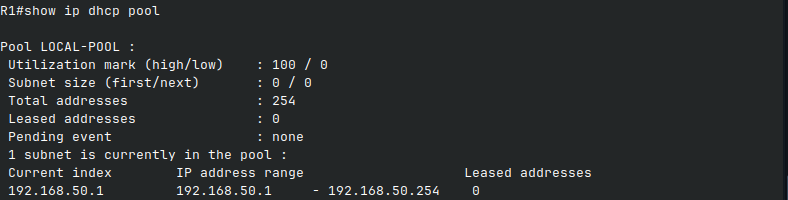 R1#show ip dhcp pool
Pool LOCAL-POOL :
Utilization mark (high/low)    : 100 / 0
Subnet size (first/next)       : 0 / 0
Total addresses                : 254
Leased addresses               : 0
Pending event                  : none
1 subnet is currently in the pool :
Current index        IP address range                    Leased addresses
192.168.50.1         192.168.50.1     - 192.168.50.254    0